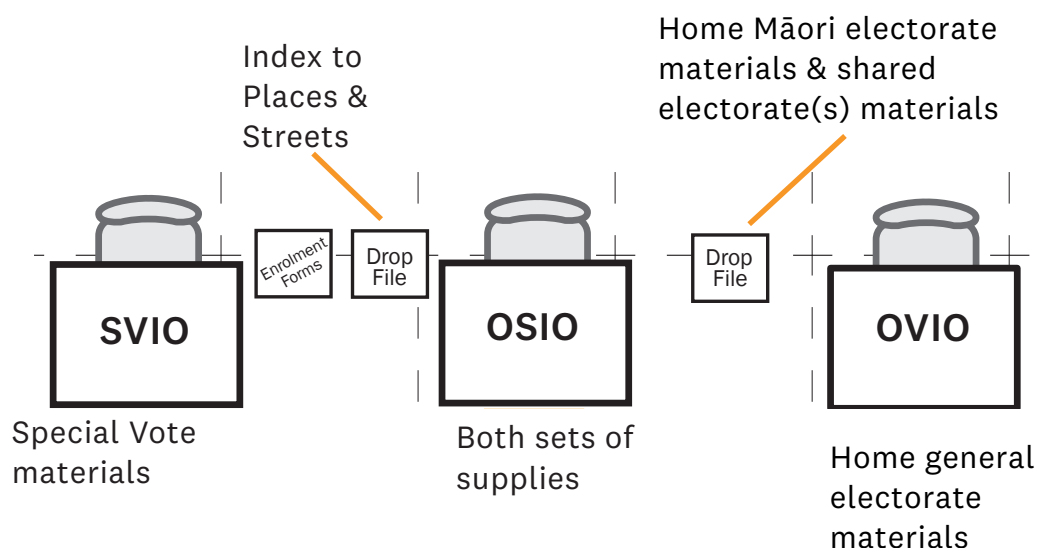 Index to
Places &
Streets
Home Māori electorate
materials & shared
electorate(s) materials
Enrolment
Forms
Drop
File
Drop
File
SVIO
OSIO
OVIO
Special Vote
materials
Both sets of
supplies
Home general
electorate
materials